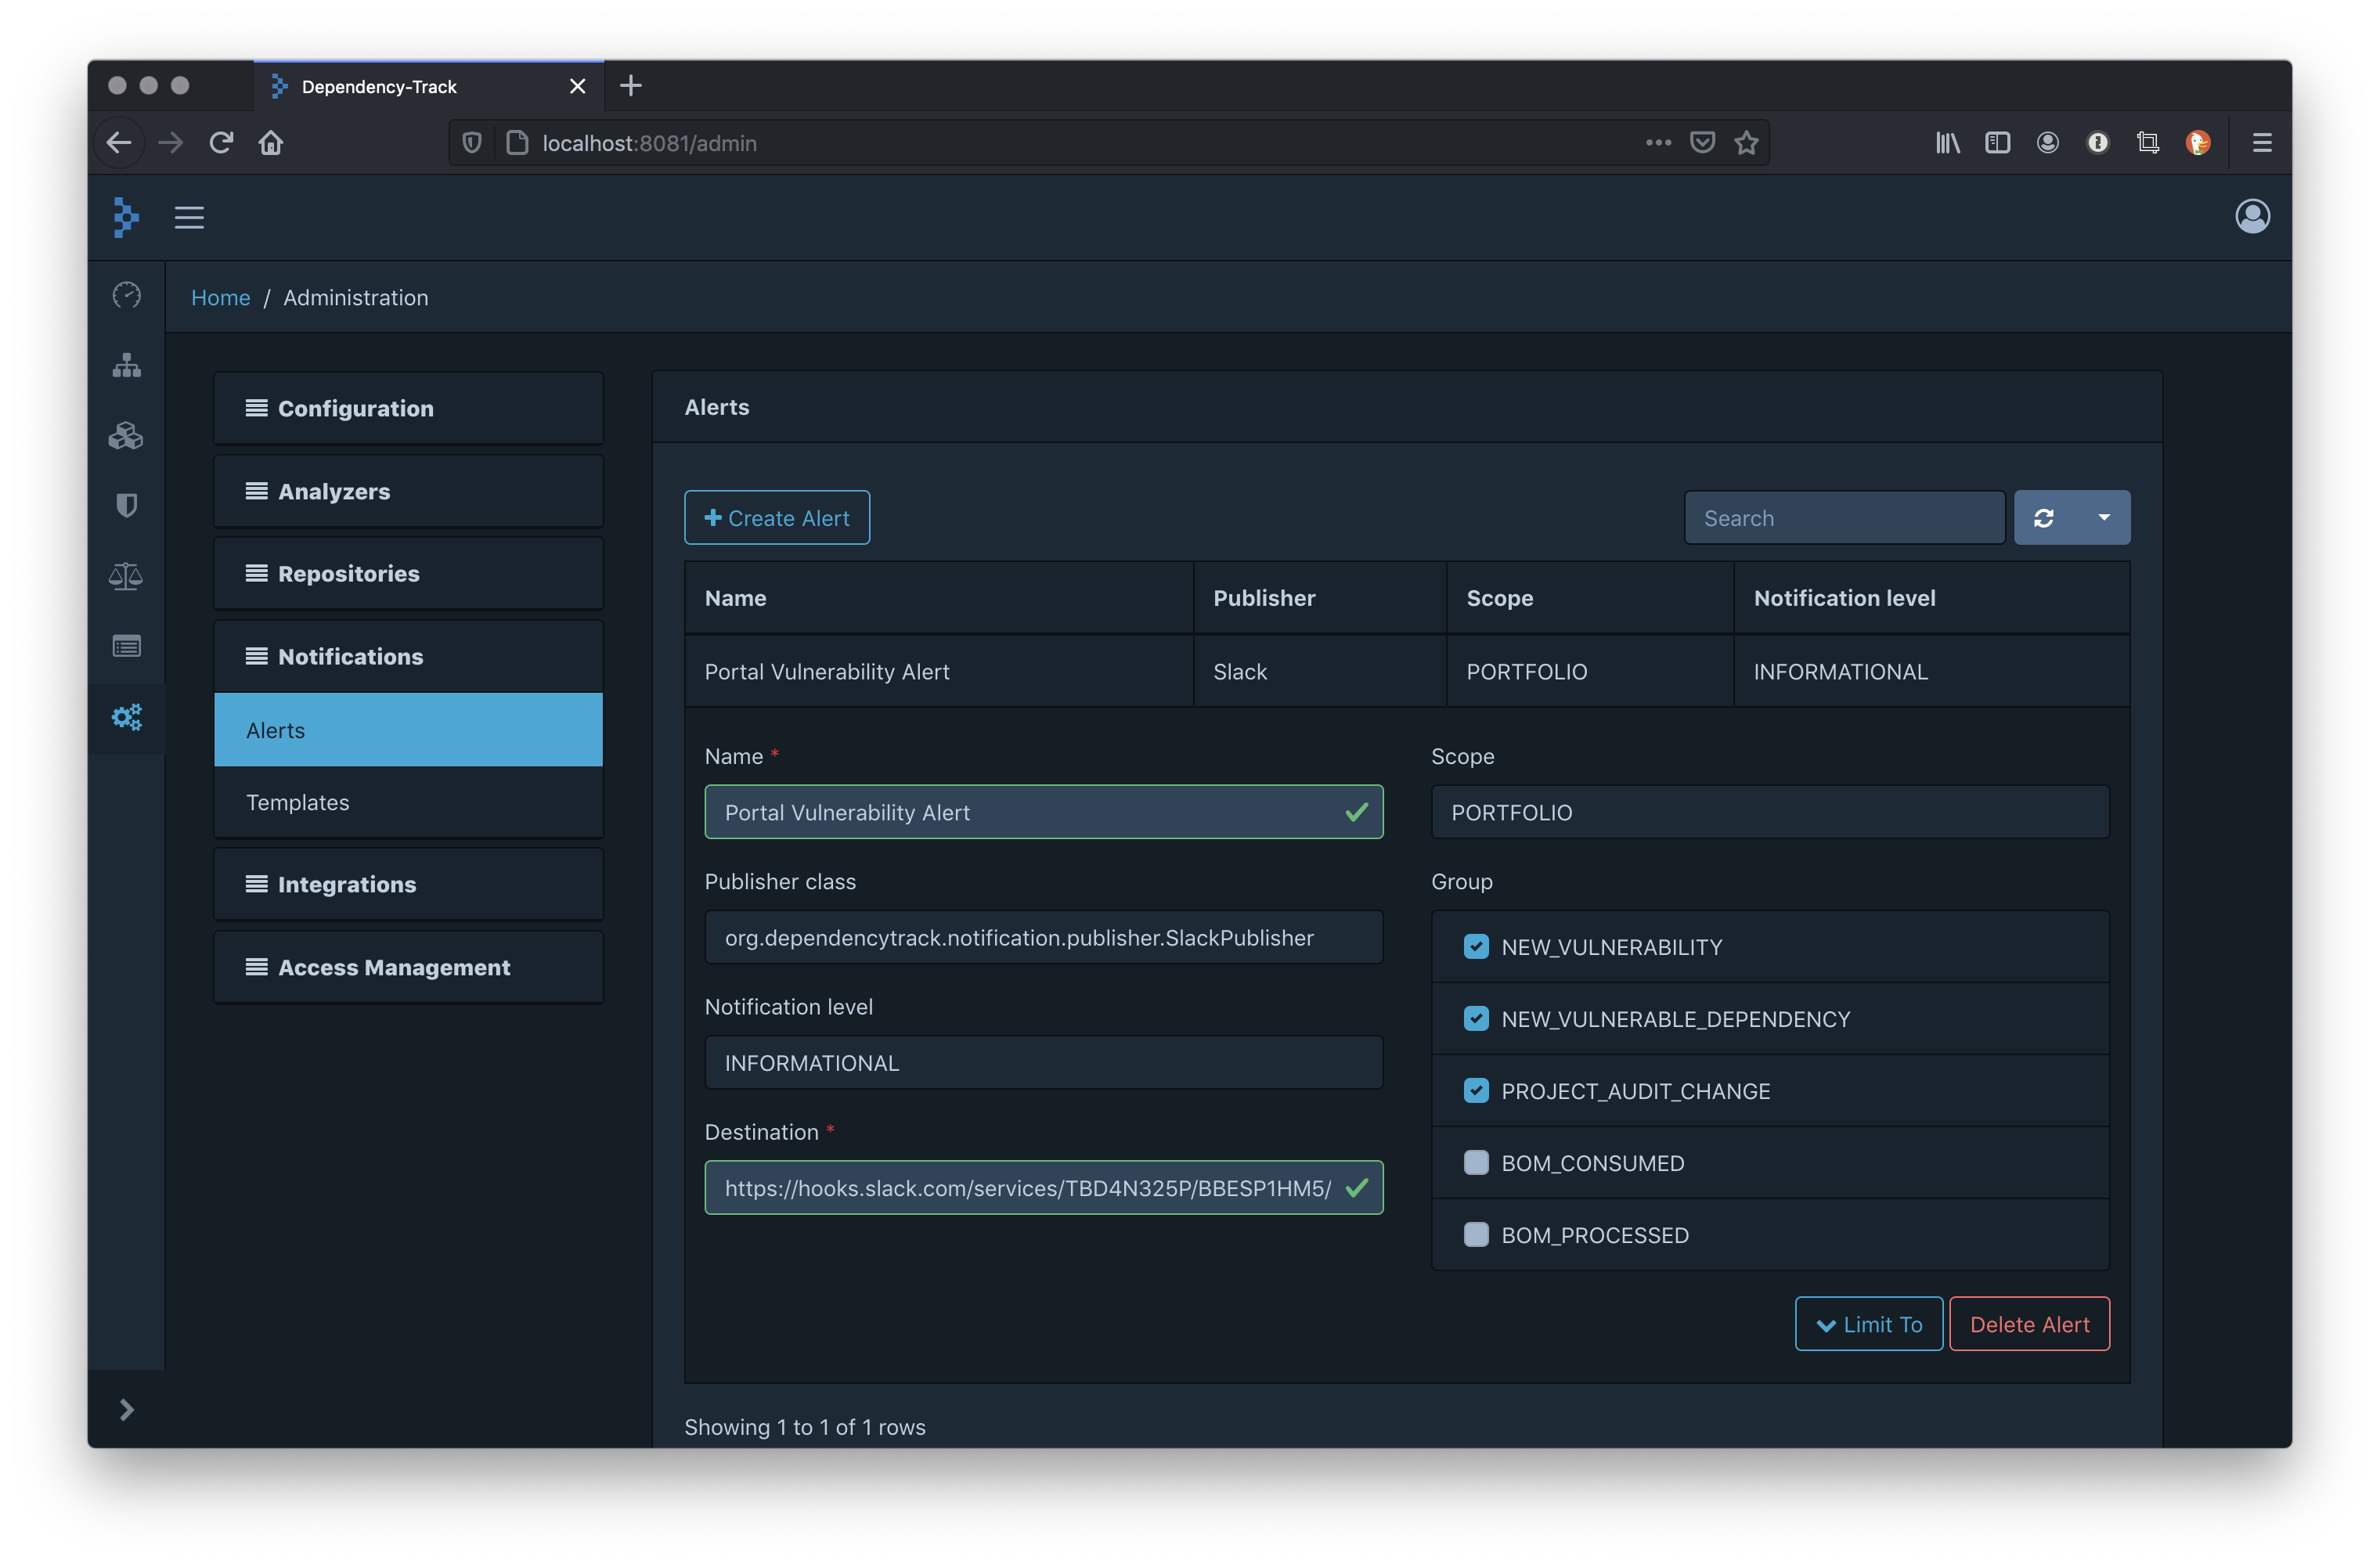 Dependency-Track
localhost:8081/admin
Home / Administration
Configuration
Analyzers
Repositories
Notifications
Alerts
Templates
Integrations
Access Management
Alerts
Create Alert
Search
Name Publisher Scope Notification level
Portal Vulnerability Alert Slack PORTFOLIO INFORMATIONAL
Name *
Portal Vulnerability Alert
Publisher class
org.dependencytrack.notification.publisher.SlackPublisher
Notification level
INFORMATIONAL
Destination *
https://hooks.slack.com/services/TBD4N325P/BBESP1HM5/
Scope
PORTFOLIO
Group
NEW_VULNERABILITY
NEW_VULNERABLE_DEPENDENCY
PROJECT_AUDIT_CHANGE
BOM_CONSUMED
BOM_PROCESSED
Limit To
Delete Alert
Showing 1 to 1 of 1 rows